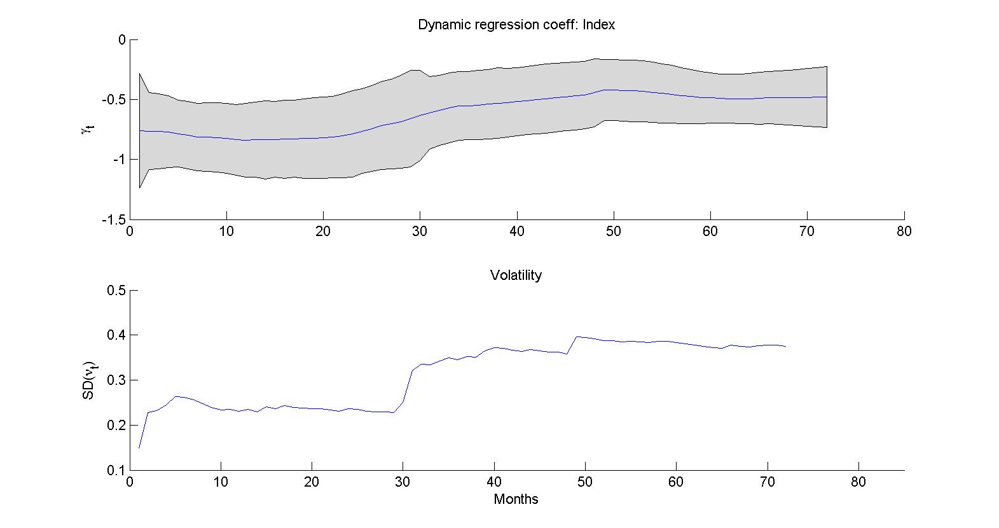 Dynamic regression coeff: Index
0
-0.5
-1
-1.5
γt
0 10 20 30 40 50 60 70 80
Volatility
0.5
0.4
0.3
0.2
0.1
SD(νt)
0 10 20 30 40 50 60 70 80
Months